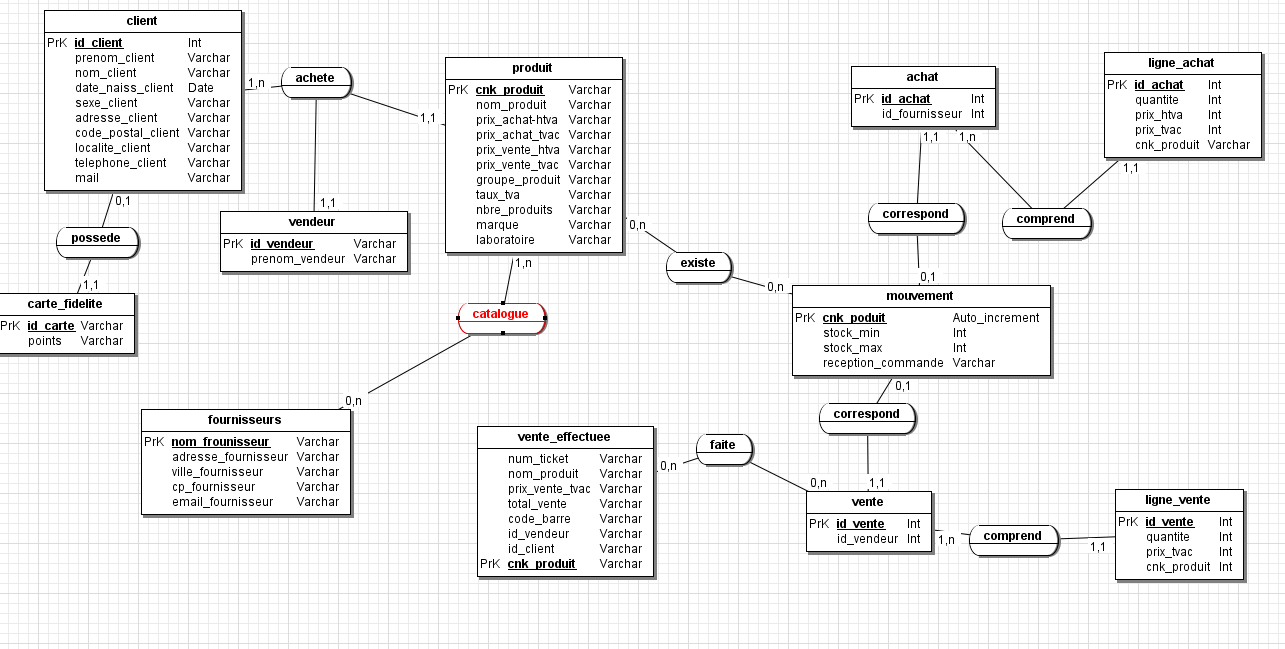 client
PrK id_client Int
prenom_client Varchar
nom_client Varchar
date_naiss_client Date
sexe_client Varchar
adresse_client Varchar
code_postal_client Varchar
localite_client Varchar
telephone_client Varchar
mail Varchar
1,n
achete
1,1
1,1
0,1
possede
1,1
vendeur
PrK id_vendeur Varchar
prenom_vendeur Varchar
carte_fidelite
PrK id_carte Varchar
points Varchar
produit
PrK cnk_produit Varchar
nom_produit Varchar
prix_achat-htva Varchar
prix_achat_tvac Varchar
prix_vente_htva Varchar
prix_vente_tvac Varchar
groupe_produit Varchar
taux_tva Varchar
nbre_produits Varchar
marque Varchar
laboratoire Varchar
1,n
catalogue
0,n
0,n
existe
0,n
achat
PrK id_achat Int
id_fournisseur Int
1,1
1,n
correspond
0,1
comprend
1,1
ligne_achat
PrK id_achat Int
quantite Int
prix_htva Int
prix_tvac Int
cnk_produit Varchar
mouvement
PrK cnk_poduit Auto_increment
stock_min Int
stock_max Int
reception_commande Varchar
0,1
correspond
1,1
fournisseurs
PrK nom_frounisseur Varchar
adresse_fournisseur Varchar
ville_fournisseur Varchar
cp_fournisseur Varchar
email_fournisseur Varchar
vente_effectuee
num_ticket Varchar
nom_produit Varchar
prix_vente_tvac Varchar
total_vente Varchar
code_barre Varchar
id_vendeur Varchar
id_client Varchar
PrK cnk_produit Varchar
0,n
faite
0,n
vente
PrK id_vente Int
id_vendeur Int
1,n
comprend
1,1
ligne_vente
PrK id_vente Int
quantite Int
prix_tvac Int
cnk_produit Int